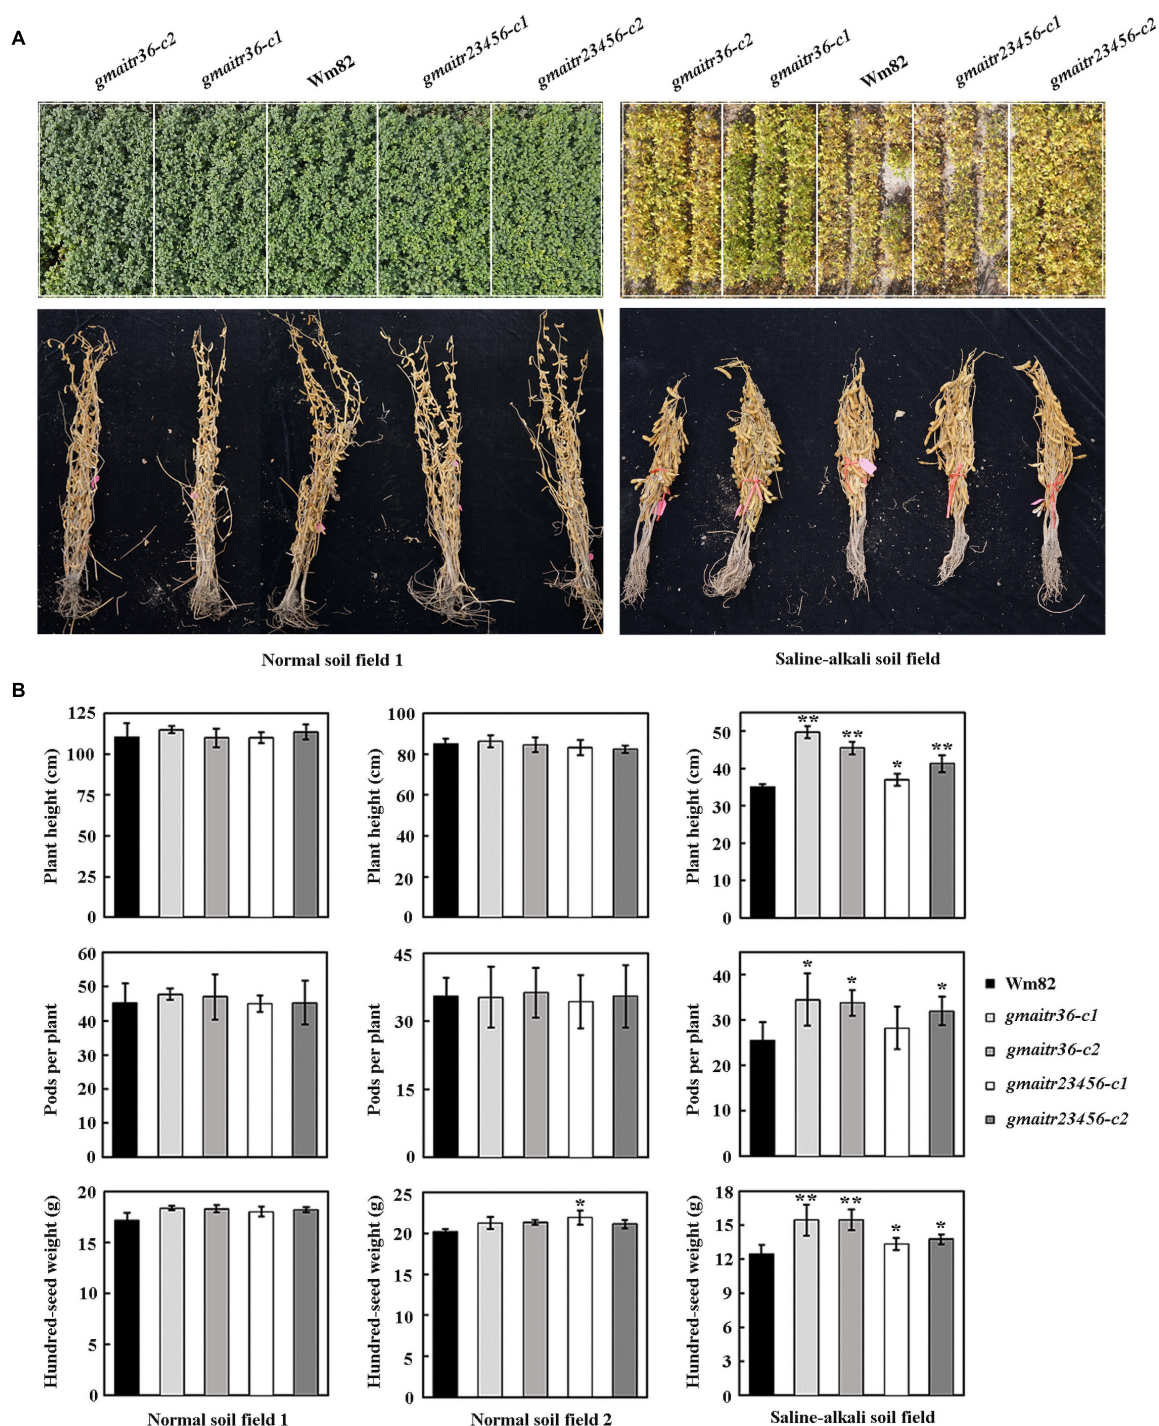 A
gmaitr36-c2
gmaitr36-c1
Wm82
gmaitr23456-c1
gmaitr23456-c2
gmaitr36-c2
gmaitr36-c1
Wm82
gmaitr23456-c1
gmaitr23456-c2
Normal soil field 1
Saline-alkali soil field
B
Plant height (cm)
125
100
75
50
25
0
Plant height (cm)
100
80
60
40
20
0
Plant height (cm)
50
40
30
20
10
0
**
**
*
**
Pods per plant
60
50
40
30
20
10
0
Pods per plant
45
30
15
0
Pods per plant
40
30
20
10
0
*
*
*
Wm82
gmaitr36-c1
gmaitr36-c2
gmaitr23456-c1
gmaitr23456-c2
Hundred-seed weight (g)
20
15
10
5
0
Normal soil field 1
Hundred-seed weight (g)
25
20
15
10
5
0
*
Normal soil field 2
Hundred-seed weight (g)
18
15
12
9
6
3
0
**
**
*
*
Saline-alkali soil field